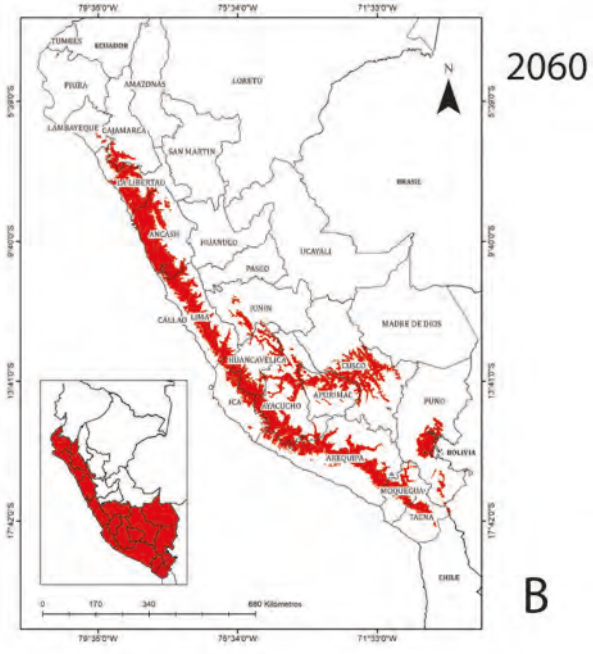 79°35'0"W 75°34'0"W 71°33'0"W
2060
N
TUMBES
ECUADOR
PIURA
AMAZONAS
LORETO
LAMBAYEQUE
CAJAMARCA
SAN MARTIN
BRASIL
LA LIBERTAD
ANCASH
HUANUCO
UCAYALI
PASCO
JUNIN
CALLAO
LIMA
MADRE DE DIOS
HUANCAVELICA
CUSCO
ICA
AYACUCHO
APURIMAC
PUNO
AREQUIPA
BOLIVIA
MOQUEGUA
TACNA
CHILE
5°39'0"S
9°40'0"S
13°41'0"S
17°42'0"S
0 170 340 680 Kilómetros
B
79°35'0"W 75°34'0"W 71°33'0"W